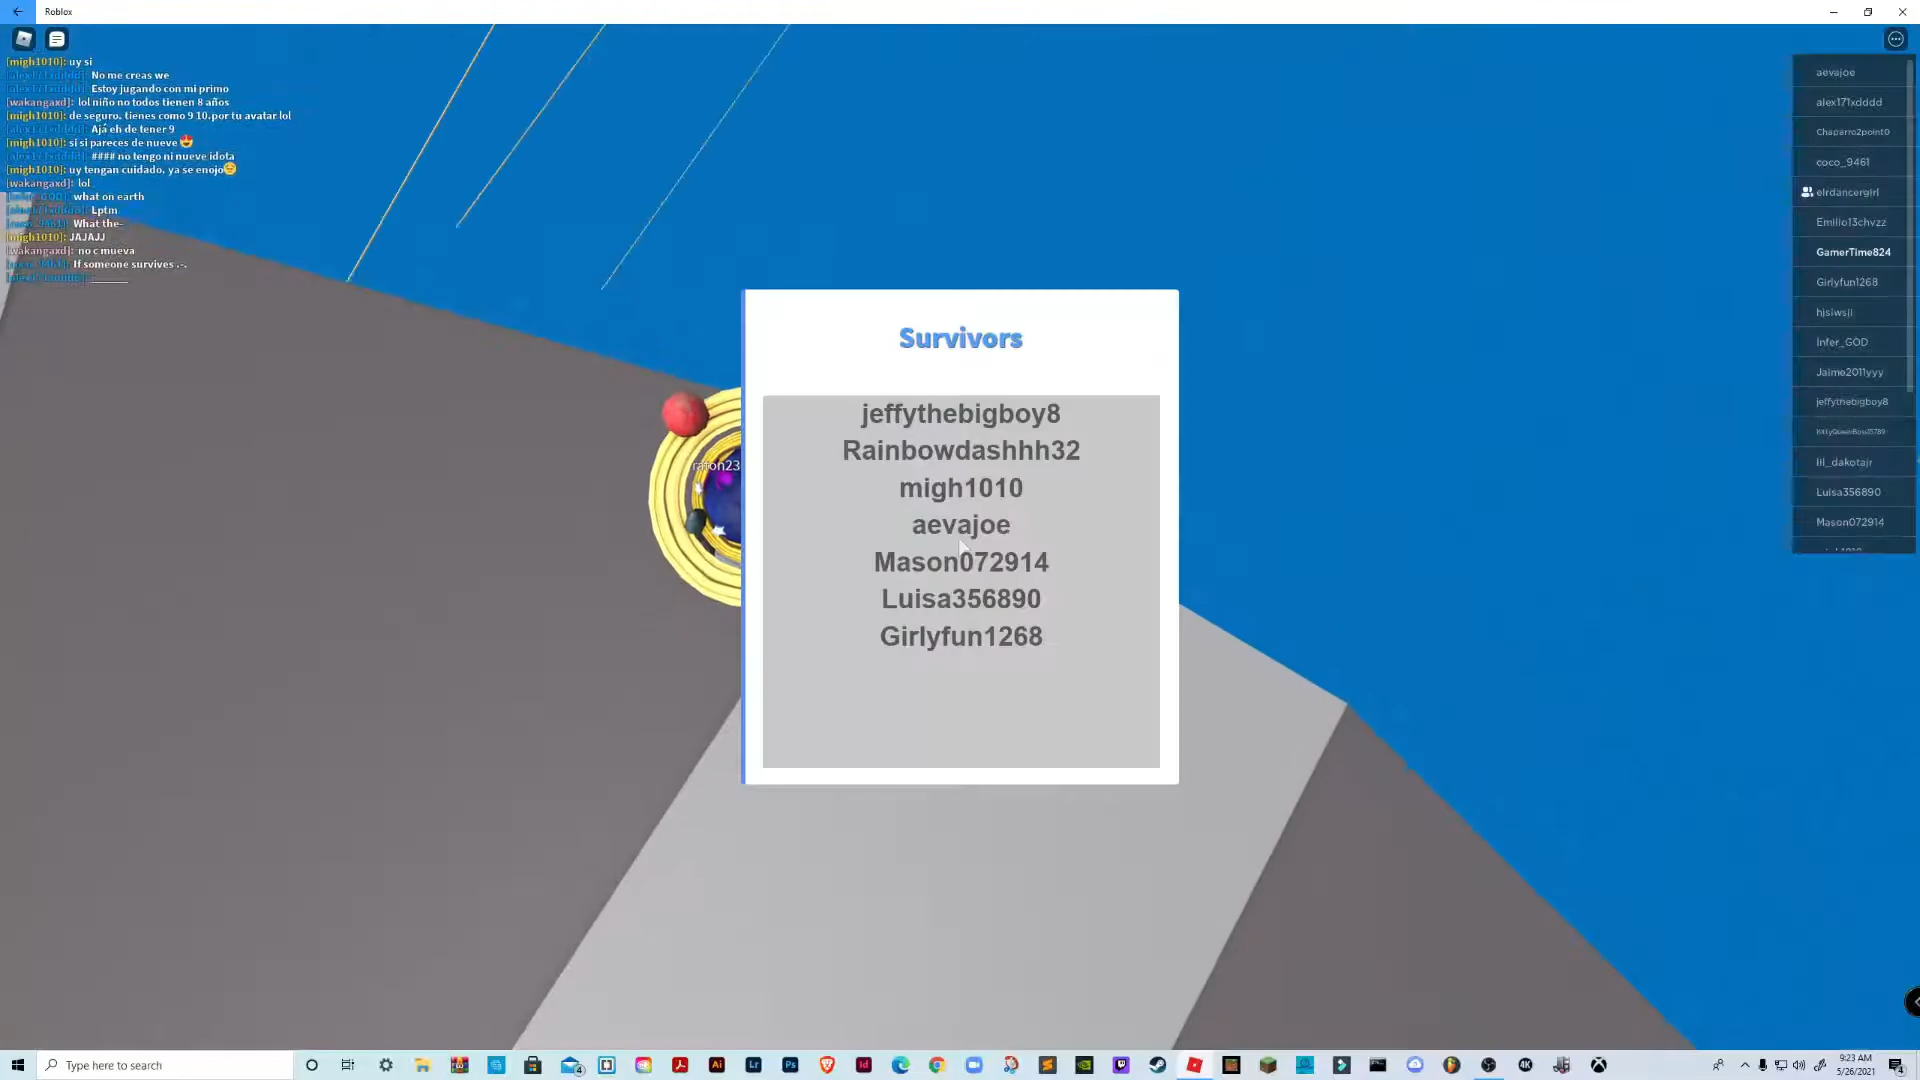 Roblox
[migh1010]: uy si
No me creas we
Estoy jugando con mi primo
[wakangaxd]: lol niño no todos tienen 8 años
[migh1010]: de seguro. tienes como 9 10.por tu avatar lol
Ajá eh de tener 9
[migh1010]: si si pareces de nueve 😍
#### no tengo ni nueve idota
[migh1010]: uy tengan cuidado. ya se enojo
[wakangaxd]: lol
what on earth
Lptm
What the-
[migh1010]: JAJAJJ
[wakangaxd]: no c mueva
If someone survives .-.
Survivors
jeffythebigboy8
Rainbowdashhh32
migh1010
aevajoe
Mason072914
Luisa356890
Girlyfun1268
aevajoe
alex171xdddd
Chaparro2point0
coco_9461
elrdancergirl
Emilio13chvzz
GamerTime824
Girlyfun1268
hjsiwsji
Infer_GOD
Jaime2011yyy
jeffythebigboy8
lil_dakotajr
Luisa356890
Mason072914
Type here to search
9:23 AM
5/26/2021